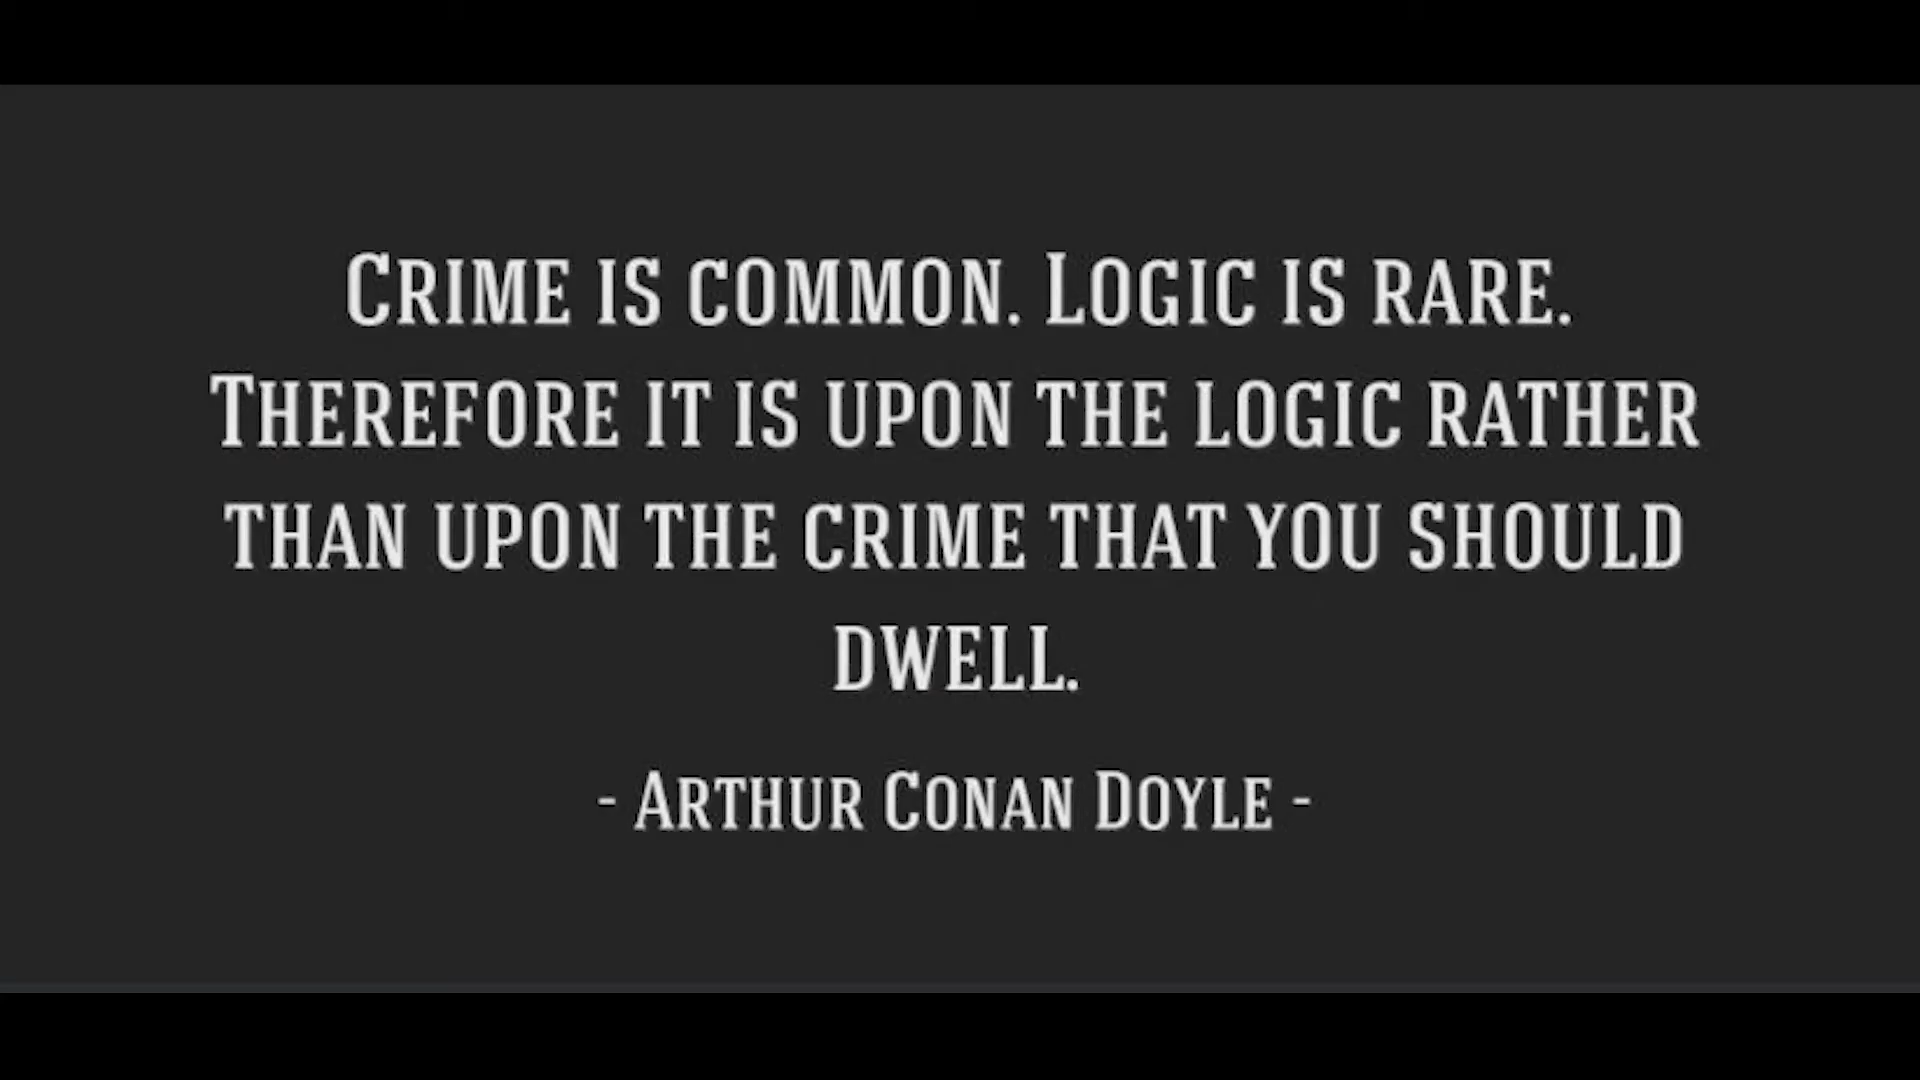 Crime is common. Logic is rare.
Therefore it is upon the logic rather
than upon the crime that you should
dwell.
- Arthur Conan Doyle -